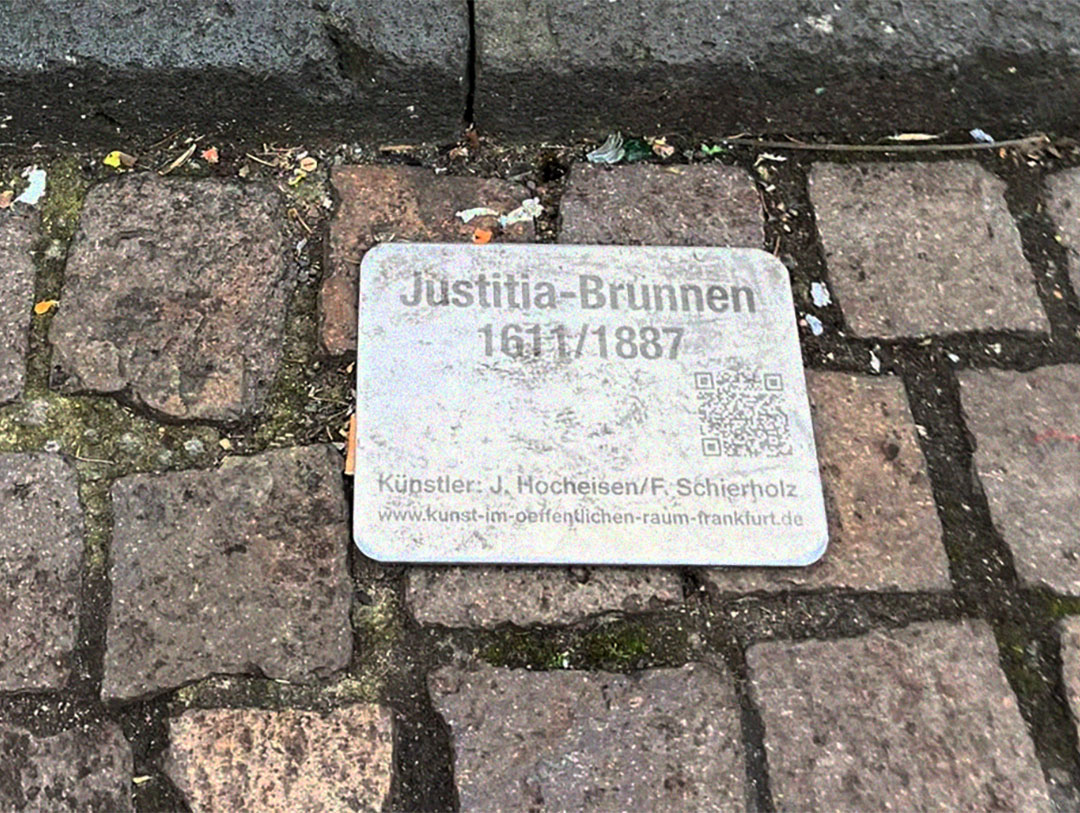 Justitia-Brunnen
1611/1887
Künstler: J. Hocheisen/F. Schierholz
www.kunst-im-oeffentlichen-raum-frankfurt.de